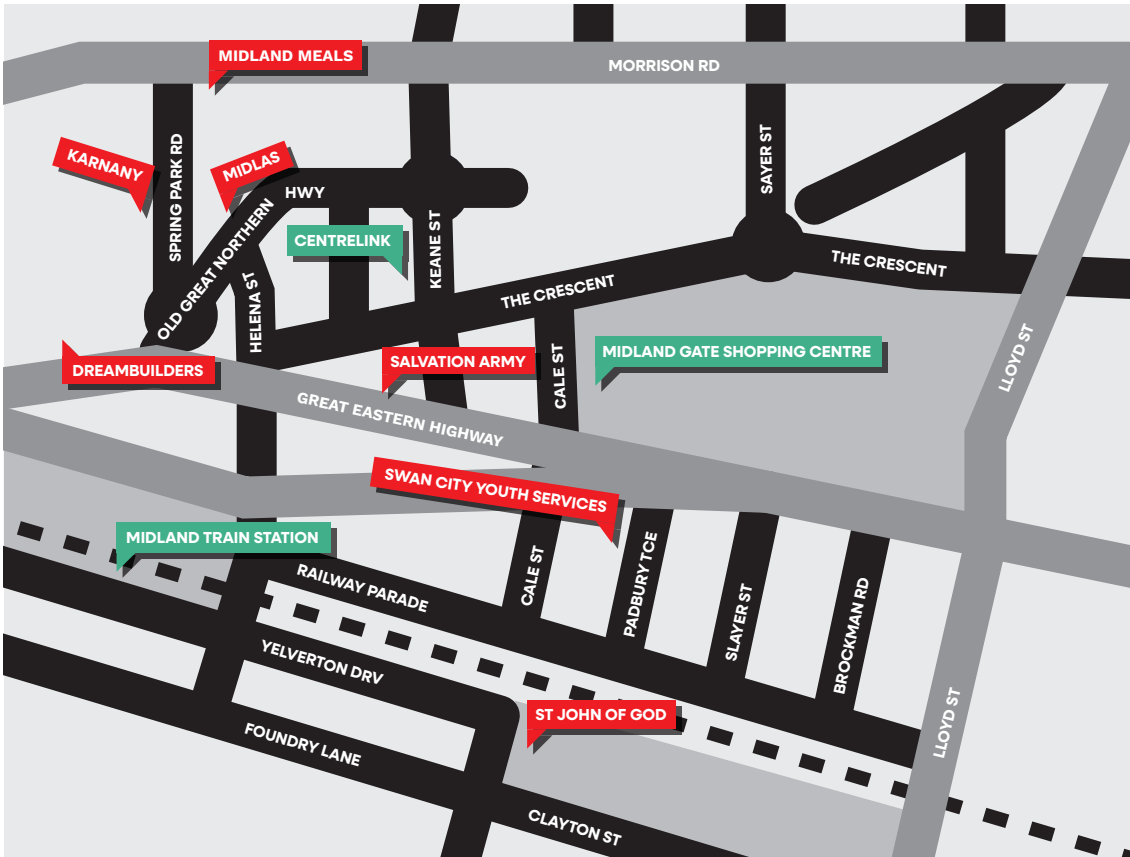 MIDLAND MEALS
MORRISON RD
KARNANY
SPRING PARK RD
MIDLAS
OLD GREAT NORTHERN
HWY
SAYER ST
CENTRELINK
KEANE ST
HELENA ST
THE CRESCENT
THE CRESCENT
DREAMBUILDERS
SALVATION ARMY
CALE ST
MIDLAND GATE SHOPPING CENTRE
LLOYD ST
GREAT EASTERN HIGHWAY
SWAN CITY YOUTH SERVICES
MIDLAND TRAIN STATION
RAILWAY PARADE
CALE ST
PADBURY TCE
SLAYER ST
BROCKMAN RD
YELVERTON DRV
ST JOHN OF GOD
LLOYD ST
FOUNDRY LANE
CLAYTON ST